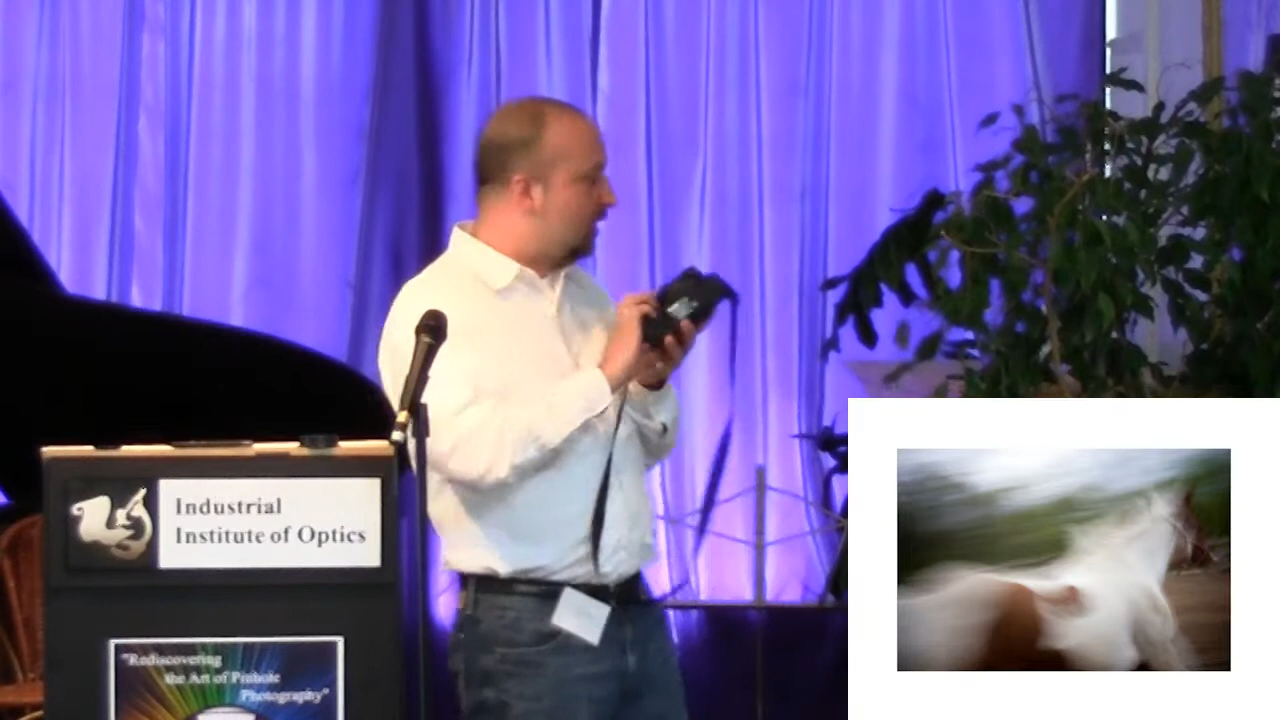 Industrial
Institute of Optics
"Rediscovering
the Art of Pinhole
Photography"